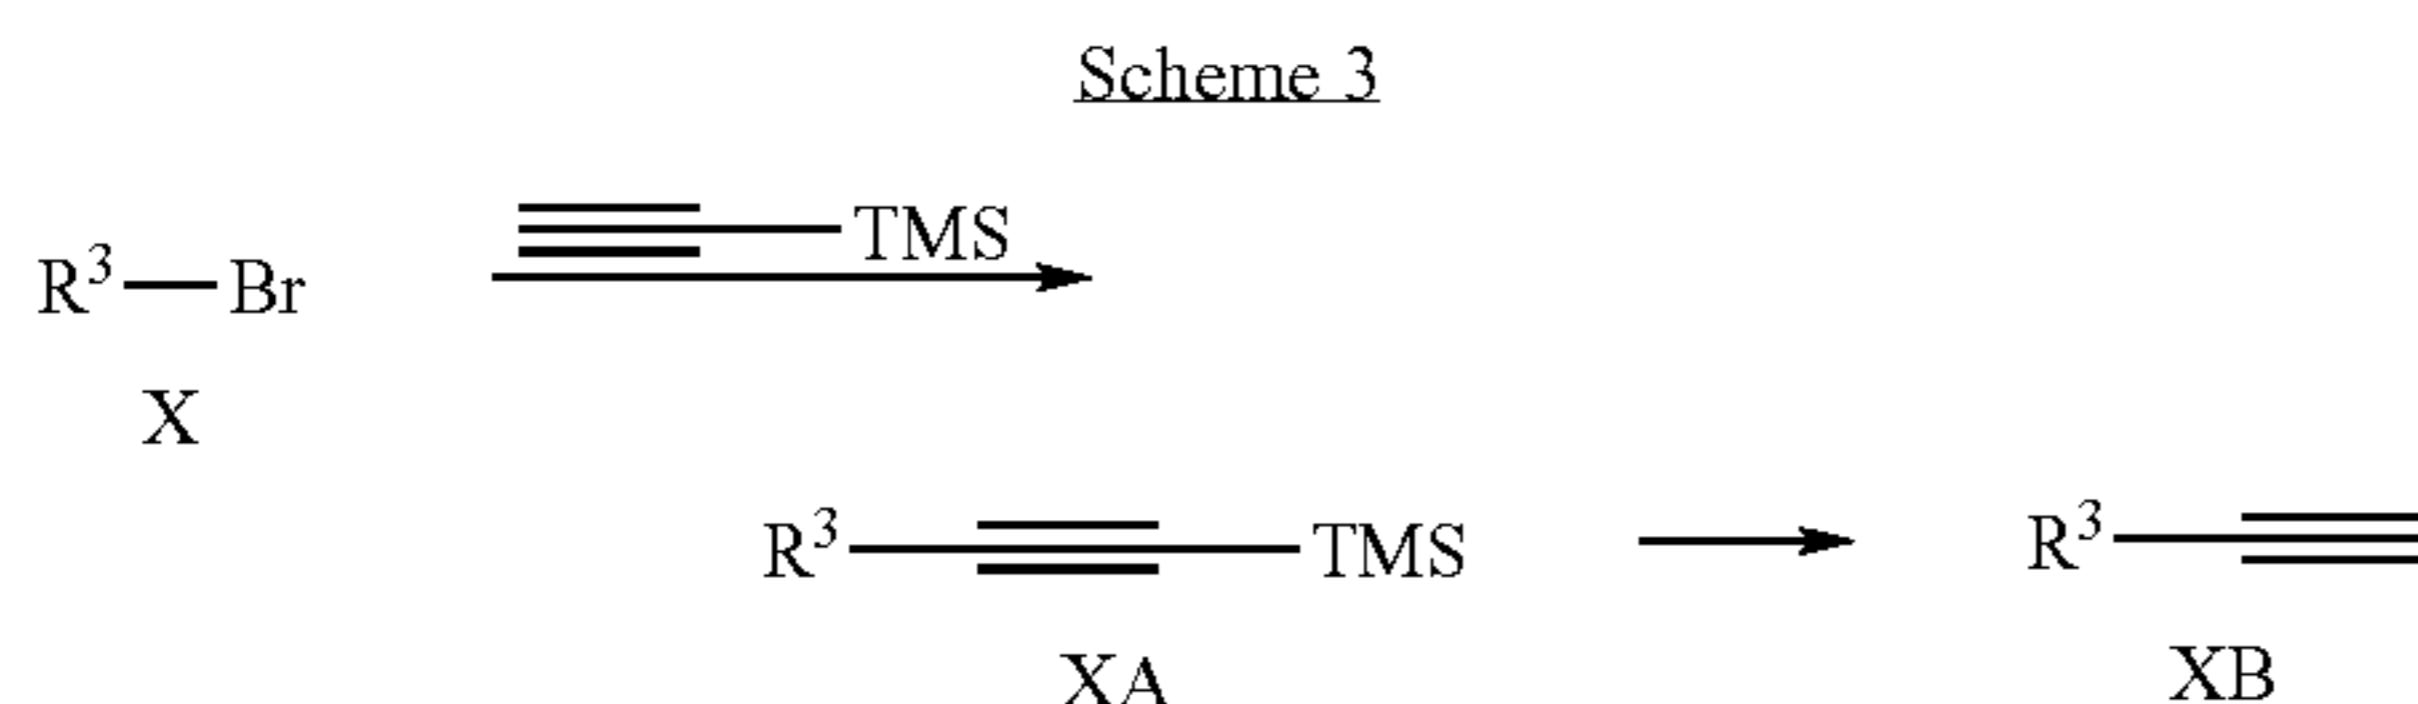 Scheme 3
TMS
R³ Br
X
R³ TMS
R³
XA
XB